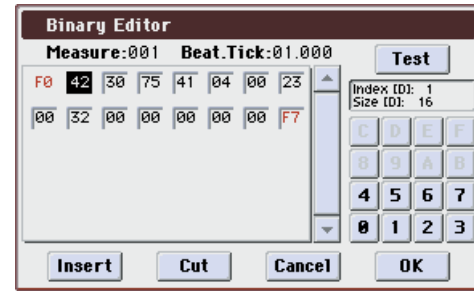 Binary Editor
Measure:001 Beat.Tick:01.000
Test
F0 42 30 75 41 04 00 23
00 32 00 00 00 00 00 F7
Index [D]: 1
Size [D]: 16
C D E F
8 9 A B
4 5 6 7
0 1 2 3
Insert Cut Cancel OK